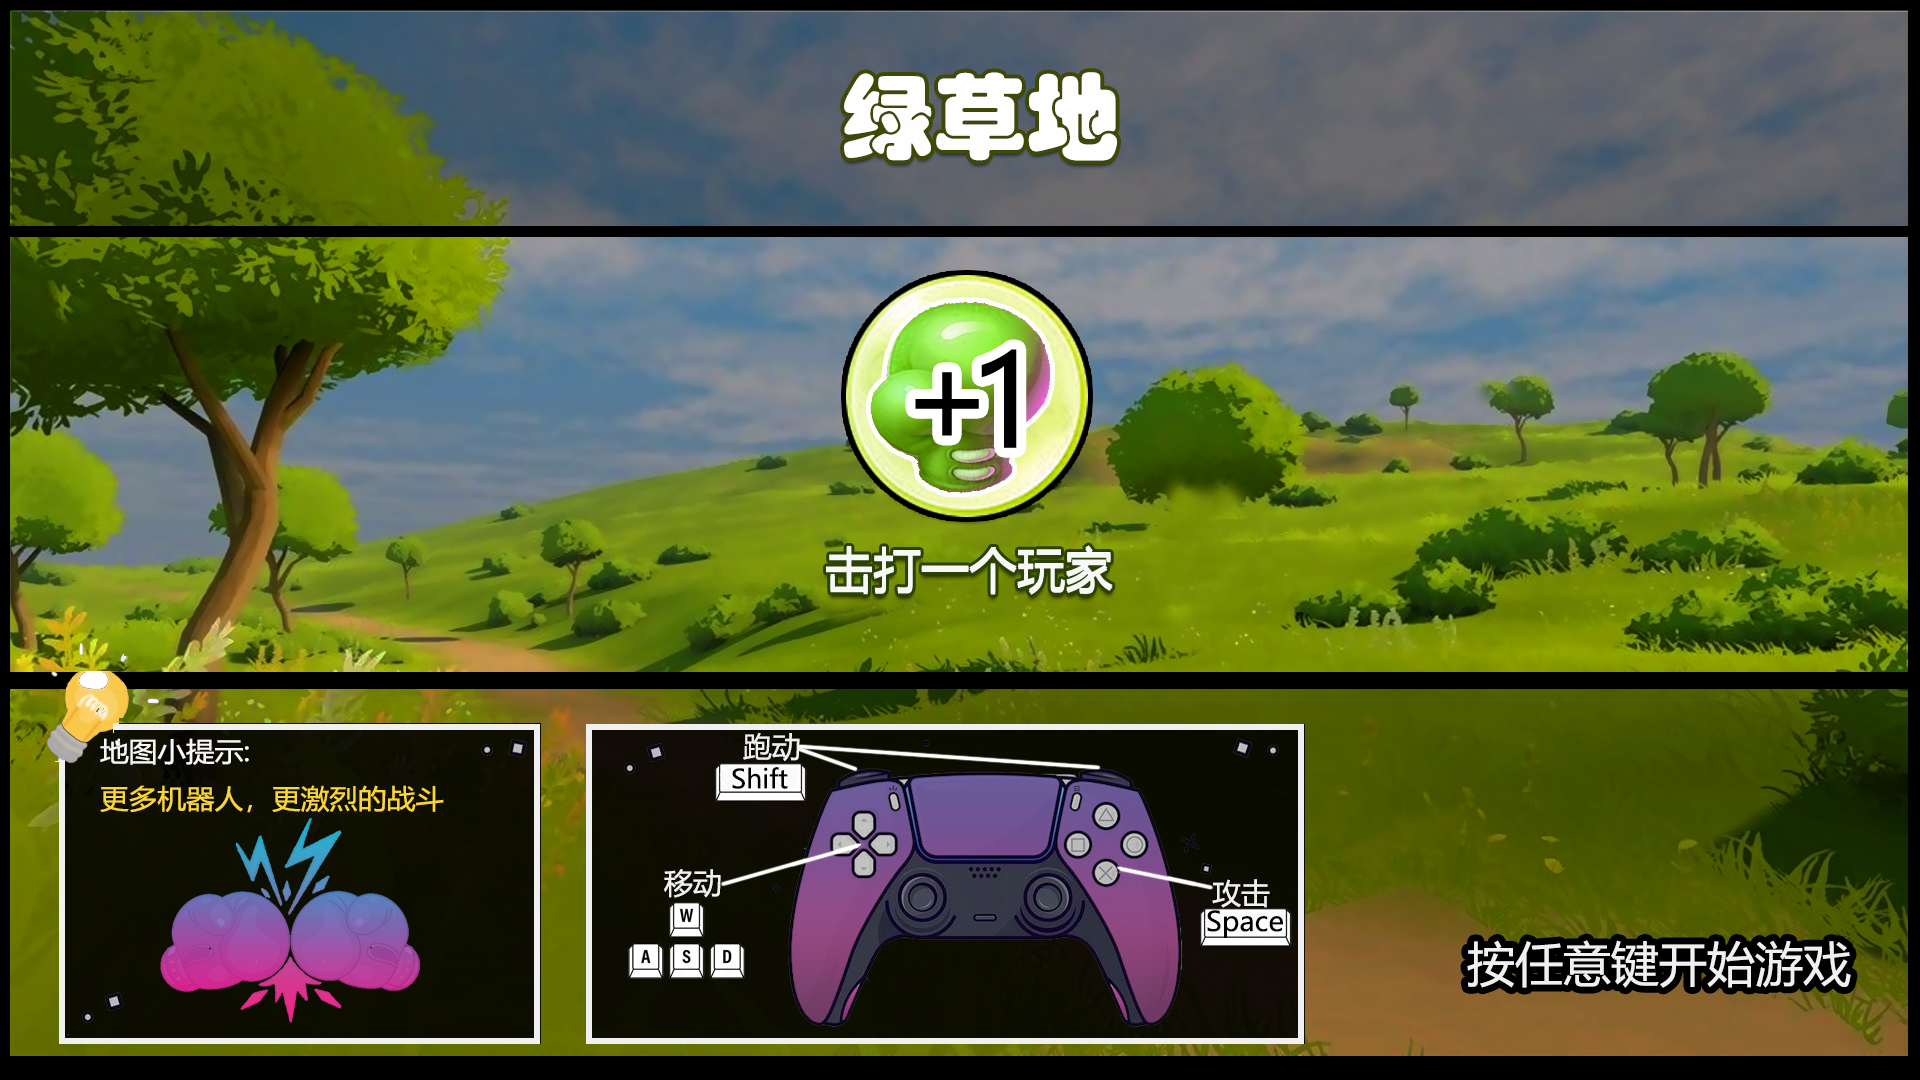 绿草地
+1
击打一个玩家
地图小提示:
更多机器人，更激烈的战斗
跑动
Shift
移动
W
A S D
攻击
Space
按任意键开始游戏